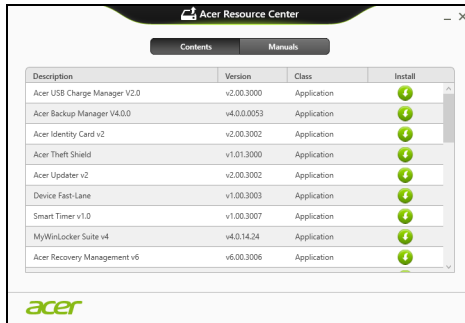 Acer Resource Center
Contents Manuals
Description Version Class Install
Acer USB Charge Manager V2.0 v2.00.3000 Application
Acer Backup Manager V4.0.0 v4.0.0.0053 Application
Acer Identity Card v2 v2.00.3002 Application
Acer Theft Shield v1.01.3000 Application
Acer Updater v2 v2.00.3002 Application
Device Fast-Lane v1.00.3003 Application
Smart Timer v1.0 v1.00.3007 Application
MyWinLocker Suite v4 v4.0.14.24 Application
Acer Recovery Management v6 v6.00.3006 Application
acer